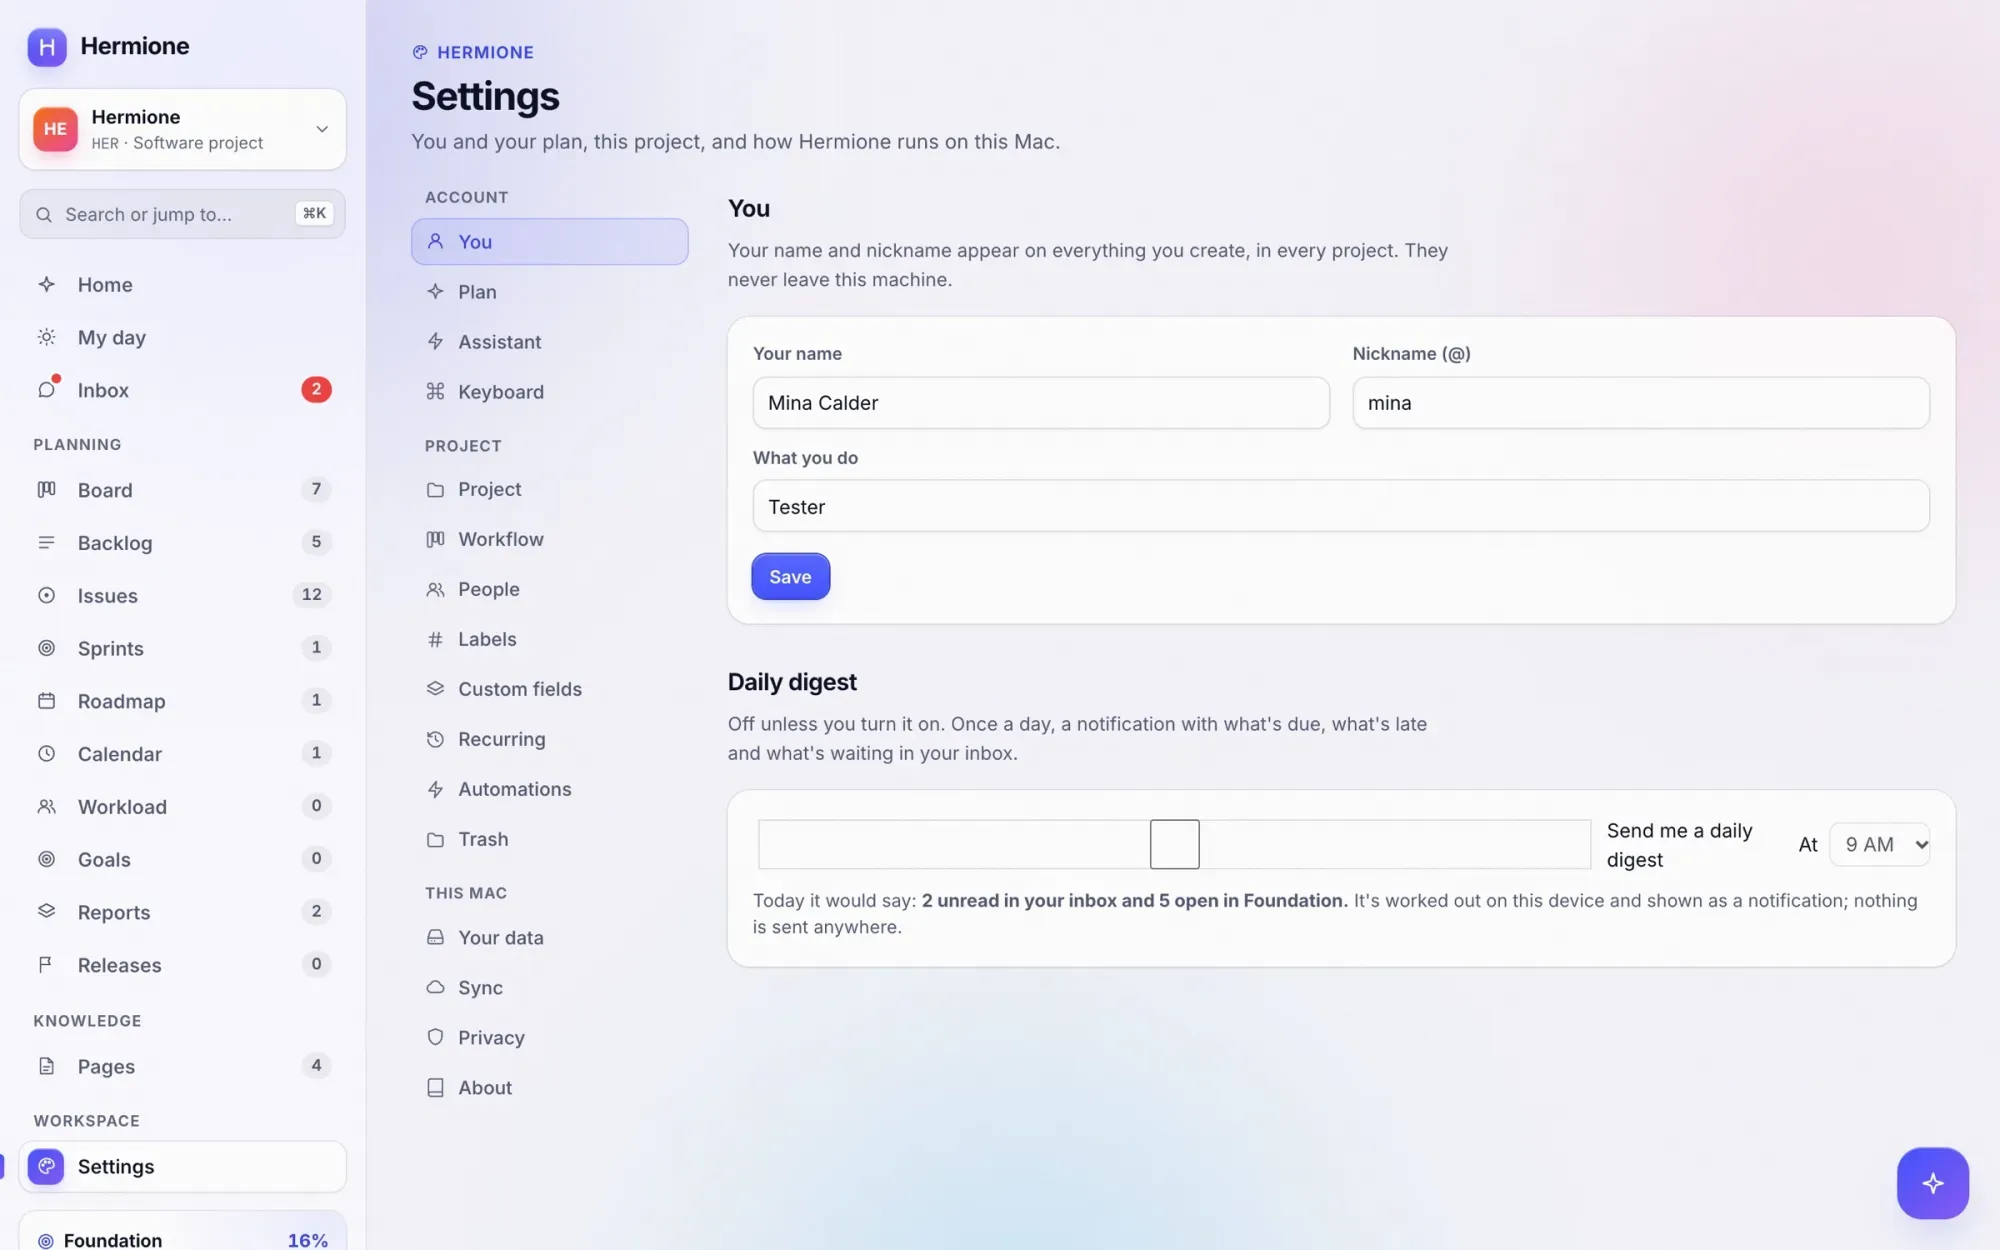 H Hermione
HE
Hermione
HER · Software project
Search or jump to...
⌘K
Home
My day
Inbox 2
PLANNING
Board 7
Backlog 5
Issues 12
Sprints 1
Roadmap 1
Calendar 1
Workload 0
Goals 0
Reports 2
Releases 0
KNOWLEDGE
Pages 4
WORKSPACE
Settings
Foundation 16%
HERMIONE
Settings
You and your plan, this project, and how Hermione runs on this Mac.
ACCOUNT
You
Plan
Assistant
Keyboard
PROJECT
Project
Workflow
People
Labels
Custom fields
Recurring
Automations
Trash
THIS MAC
Your data
Sync
Privacy
About
You
Your name and nickname appear on everything you create, in every project. They
never leave this machine.
Your name
Mina Calder
Nickname (@)
mina
What you do
Tester
Save
Daily digest
Off unless you turn it on. Once a day, a notification with what's due, what's late
and what's waiting in your inbox.
Send me a daily
digest
At 9 AM
Today it would say: 2 unread in your inbox and 5 open in Foundation. It's worked out on this device and shown as a notification; nothing
is sent anywhere.